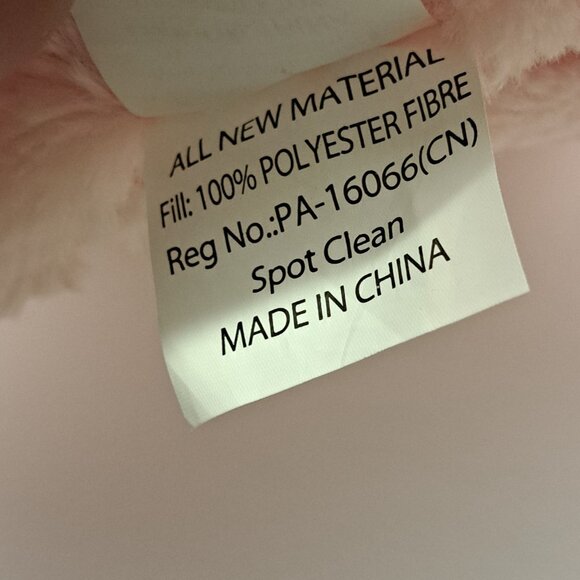 ALL NEW MATERIAL
Fill: 100% POLYESTER FIBRE
Reg No.:PA-16066(CN)
Spot Clean
MADE IN CHINA